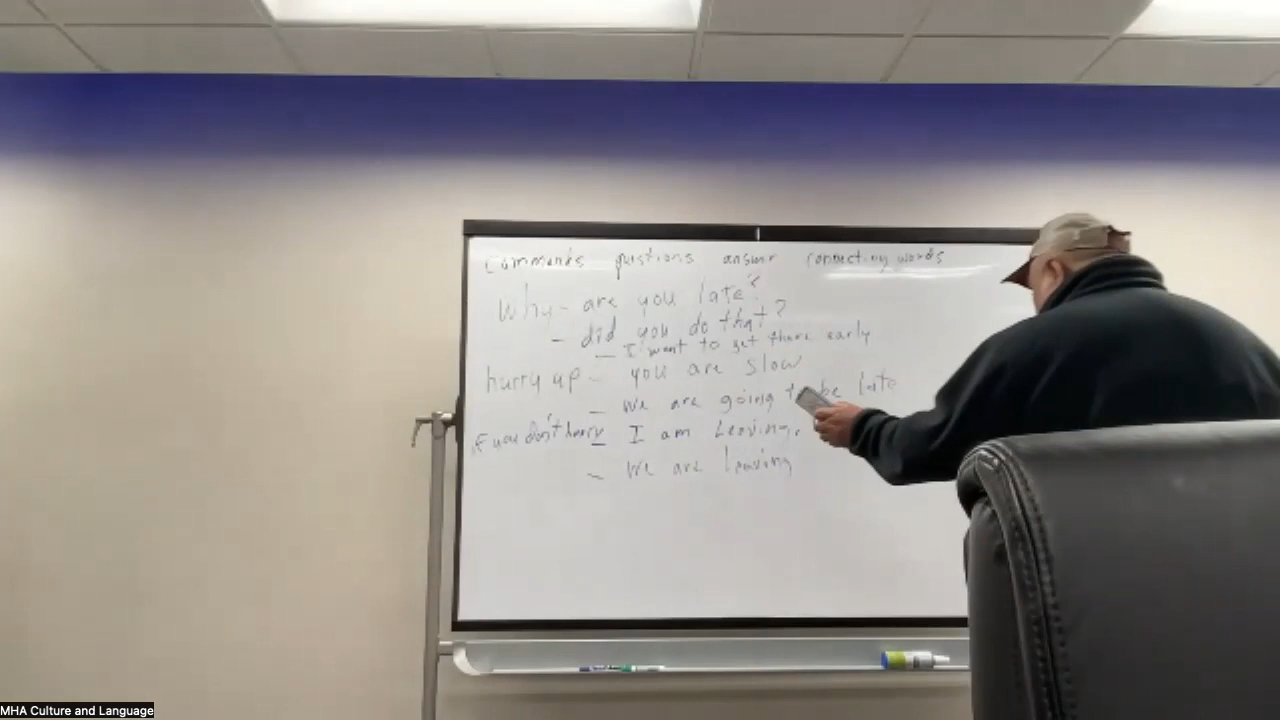 commands questions answer connecting words
Why - are you late?
- did you do that?
- I want to get there early
hurry up - you are slow
- we are going to be late
if you don't hurry I am Leaving.
- we are Leaving
MHA Culture and Language